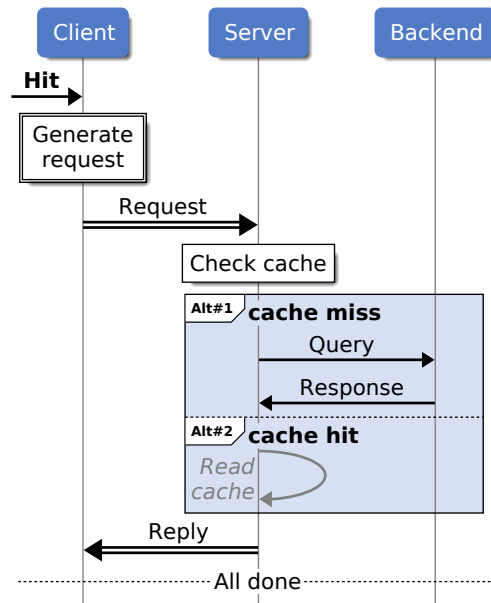 Client Server Backend
Hit
Generate
request
Request
Check cache
Alt#1 cache miss
Query
Response
Alt#2 cache hit
Read
cache
Reply
All done